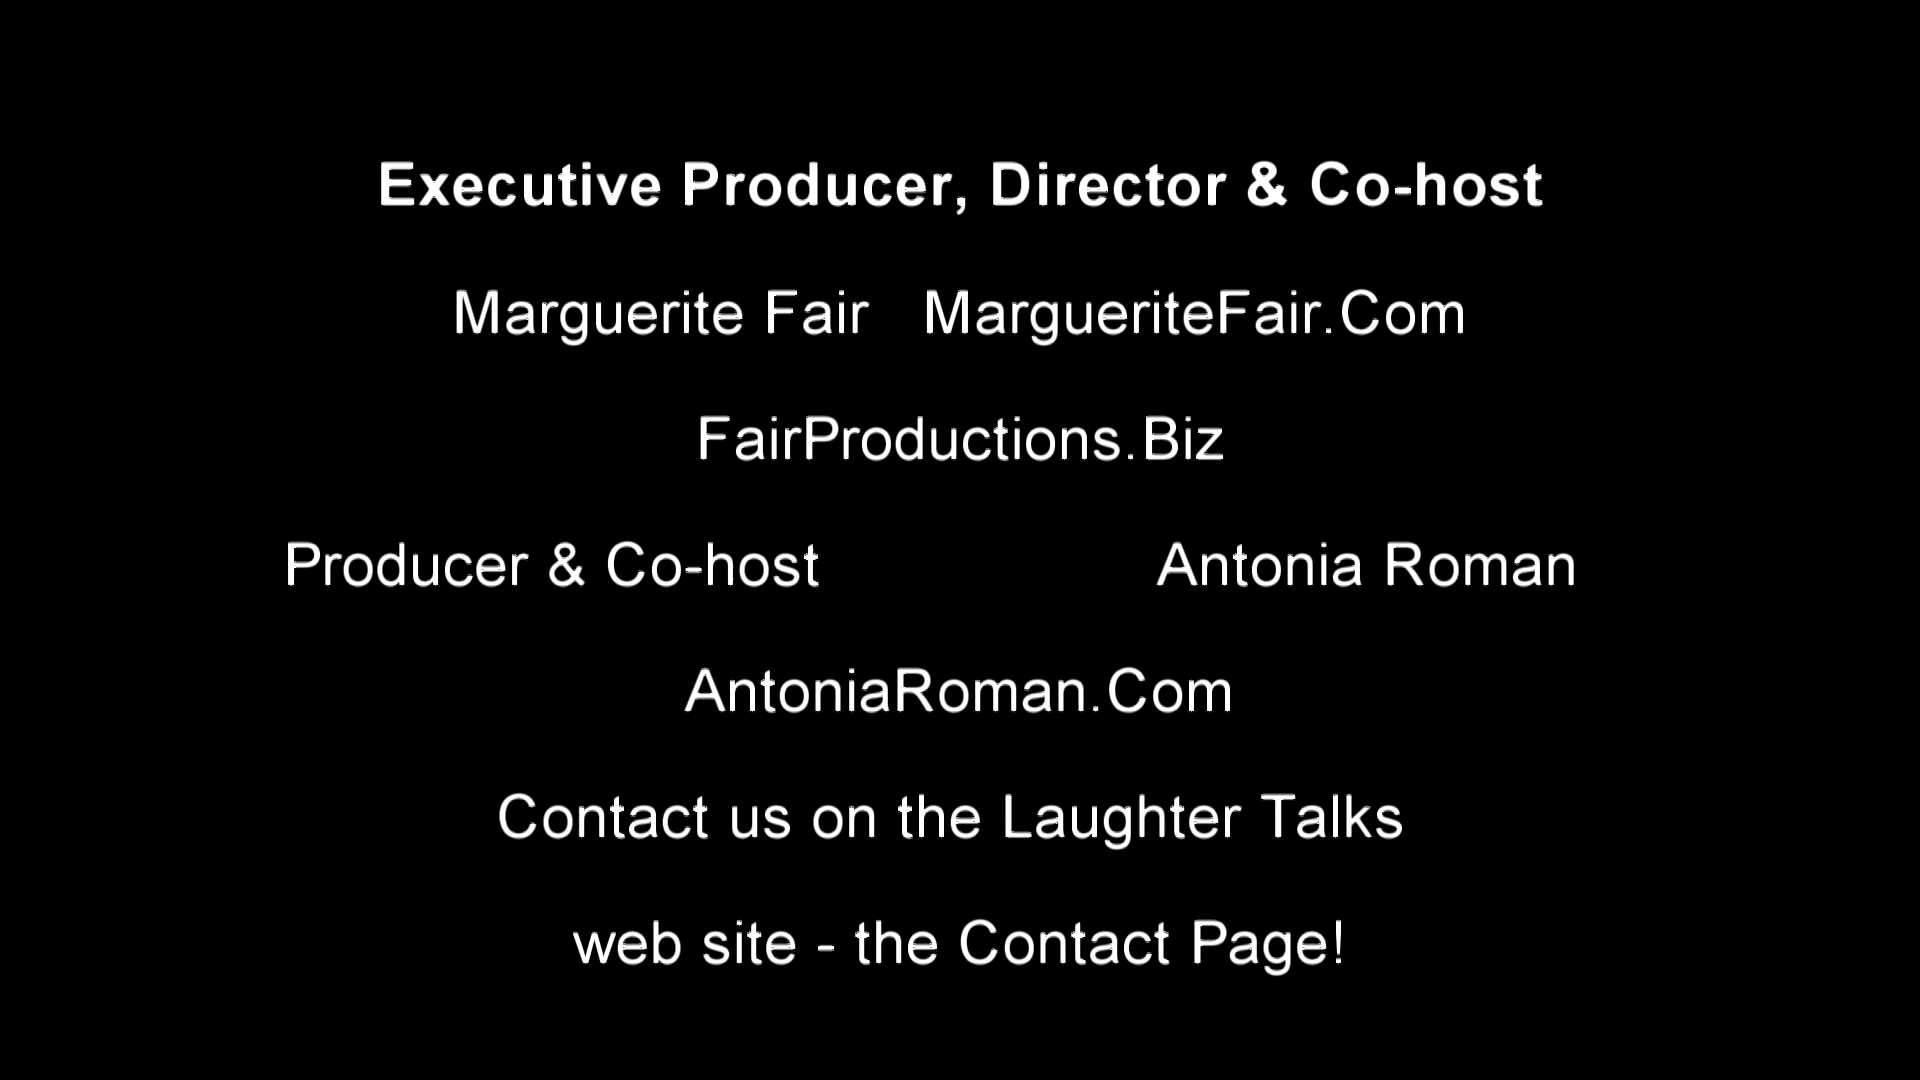 Executive Producer, Director & Co-host
Marguerite Fair MargueriteFair.Com
FairProductions.Biz
Producer & Co-host Antonia Roman
AntoniaRoman.Com
Contact us on the Laughter Talks
web site - the Contact Page!